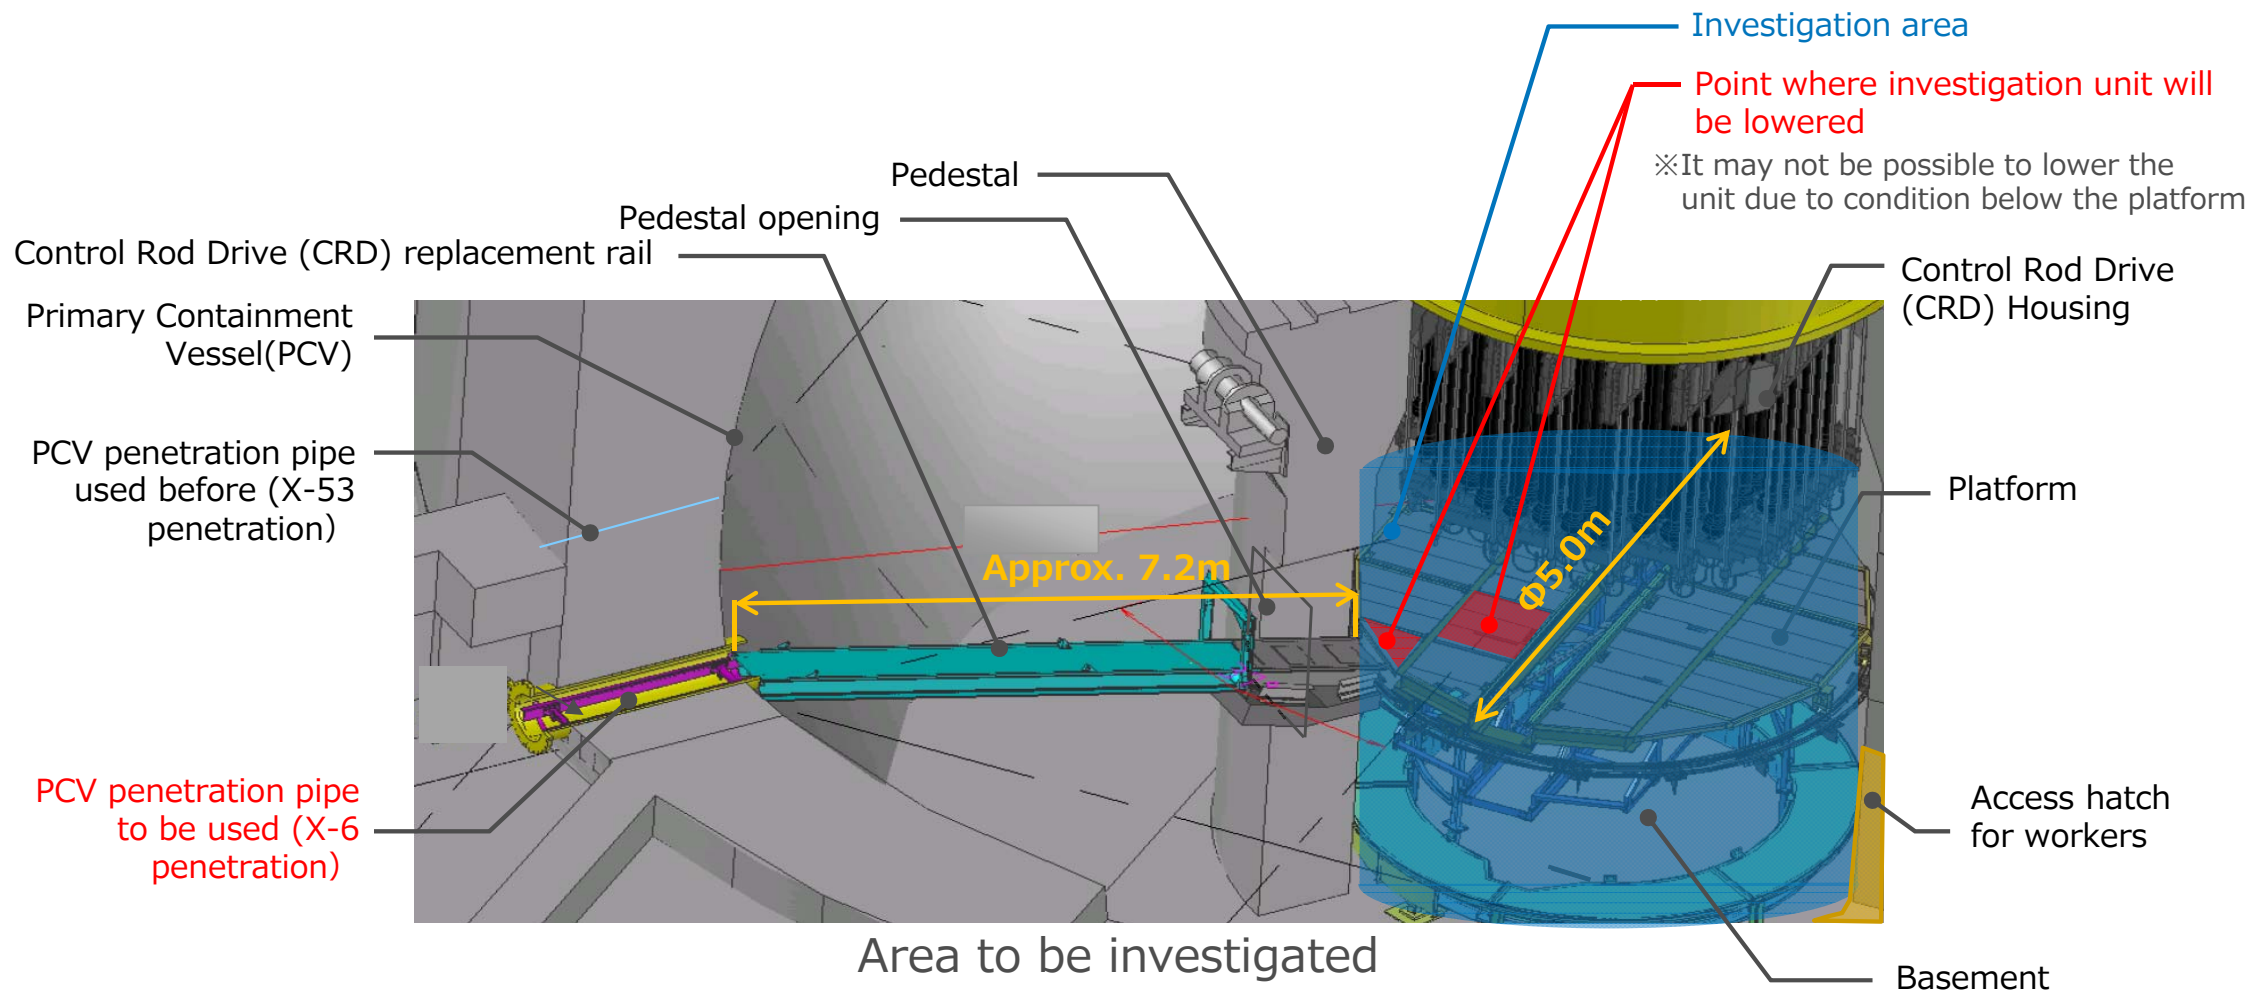 Investigation area
Point where investigation unit will
be lowered
※It may not be possible to lower the
unit due to condition below the platform
Pedestal
Pedestal opening
Control Rod Drive (CRD) replacement rail
Control Rod Drive
(CRD) Housing
Primary Containment
Vessel(PCV)
PCV penetration pipe
used before (X-53
penetration）
Platform
Approx. 7.2m
Φ5.0m
PCV penetration pipe
to be used (X-6
penetration）
Access hatch
for workers
Area to be investigated
Basement